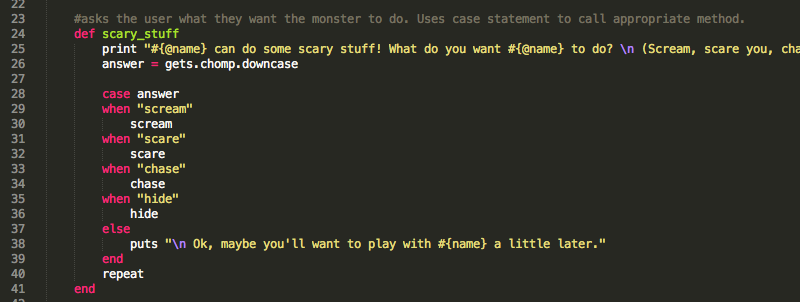 22
23 #asks the user what they want the monster to do. Uses case statement to call appropriate method.
24 def scary_stuff
25 print "#{@name} can do some scary stuff! What do you want #{@name} to do? \n (Scream, scare you, cha
26 answer = gets.chomp.downcase
27
28 case answer
29 when "scream"
30 scream
31 when "scare"
32 scare
33 when "chase"
34 chase
35 when "hide"
36 hide
37 else
38 puts "\n Ok, maybe you'll want to play with #{name} a little later."
39 end
40 repeat
41 end